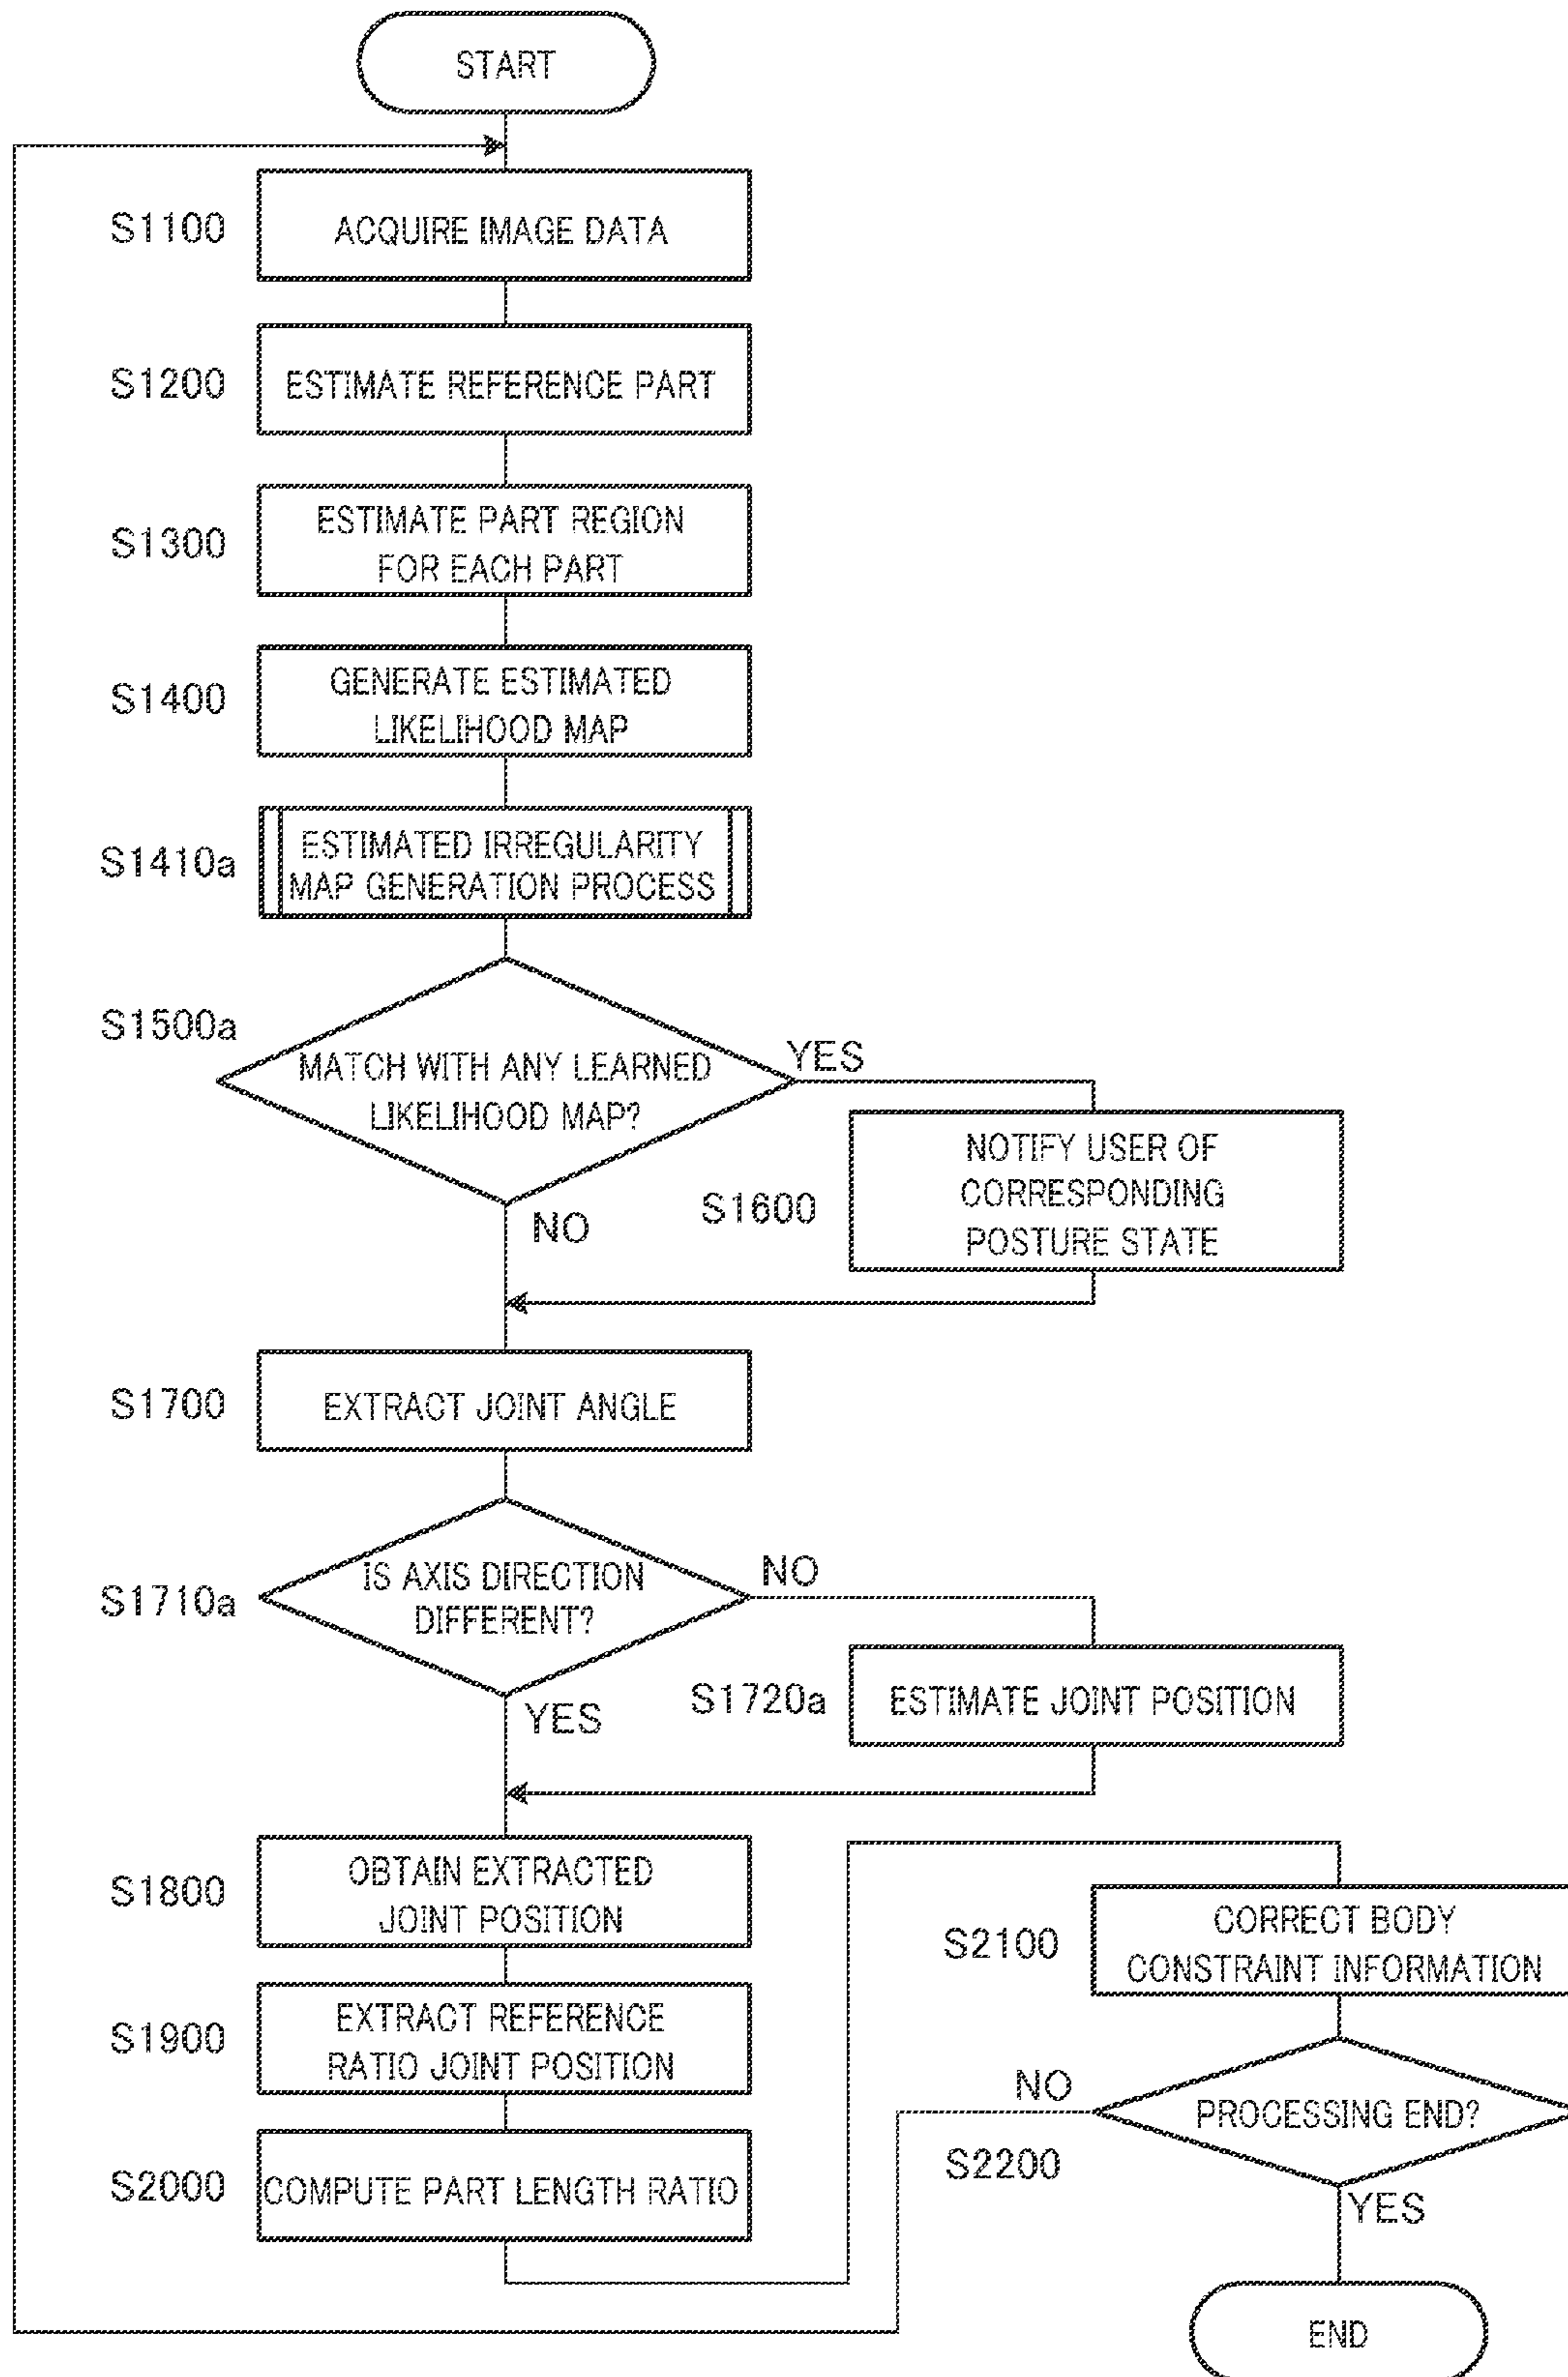 START
S1100
ACQUIRE IMAGE DATA
S1200
ESTIMATE REFERENCE PART
S1300
ESTIMATE PART REGION
FOR EACH PART
S1400
GENERATE ESTIMATED
LIKELIHOOD MAP
S1410a
ESTIMATED IRREGULARITY
MAP GENERATION PROCESS
S1500a
MATCH WITH ANY LEARNED
LIKELIHOOD MAP?
YES
NO
S1600
NOTIFY USER OF
CORRESPONDING
POSTURE STATE
S1700
EXTRACT JOINT ANGLE
S1710a
IS AXIS DIRECTION
DIFFERENT?
NO
YES
S1720a
ESTIMATE JOINT POSITION
S1800
OBTAIN EXTRACTED
JOINT POSITION
S1900
EXTRACT REFERENCE
RATIO JOINT POSITION
S2000
COMPUTE PART LENGTH RATIO
S2100
CORRECT BODY
CONSTRAINT INFORMATION
NO
S2200
PROCESSING END?
YES
END